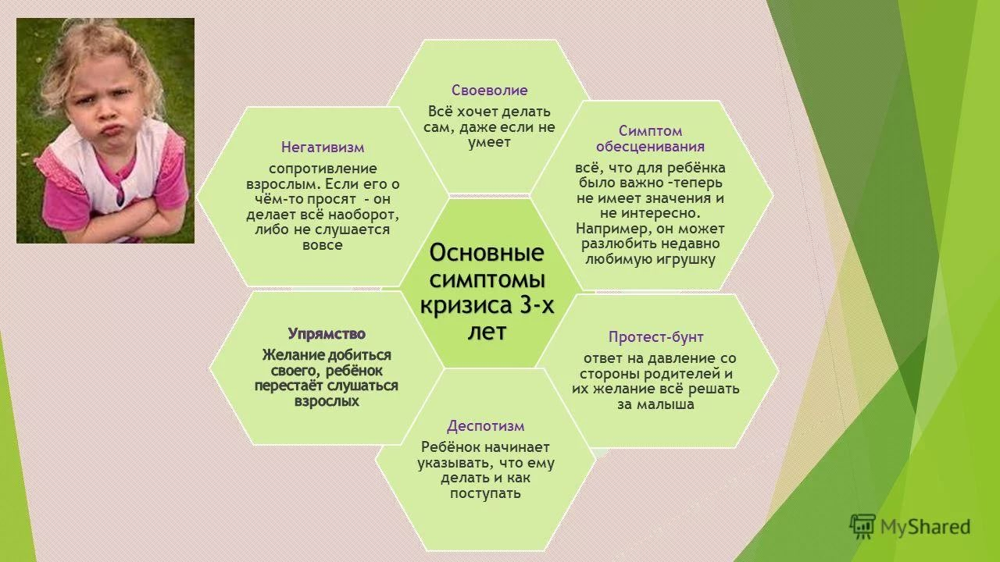 Своеволие
Всё хочет делать
сам, даже если не
умеет
Симптом
обесценивания
всё, что для ребёнка
было важно –теперь
не имеет значения и
не интересно.
Например, он может
разлюбить недавно
любимую игрушку
Негативизм
сопротивление
взрослым. Если его о
чём-то просят - он
делает всё наоборот,
либо не слушается
вовсе
Основные
симптомы
кризиса 3-х
лет
Упрямство
Желание добиться
своего, ребёнок
перестаёт слушаться
взрослых
Протест-бунт
ответ на давление со
стороны родителей и
их желание всё решать
за малыша
Деспотизм
Ребёнок начинает
указывать, что ему
делать и как
поступать
MyShared